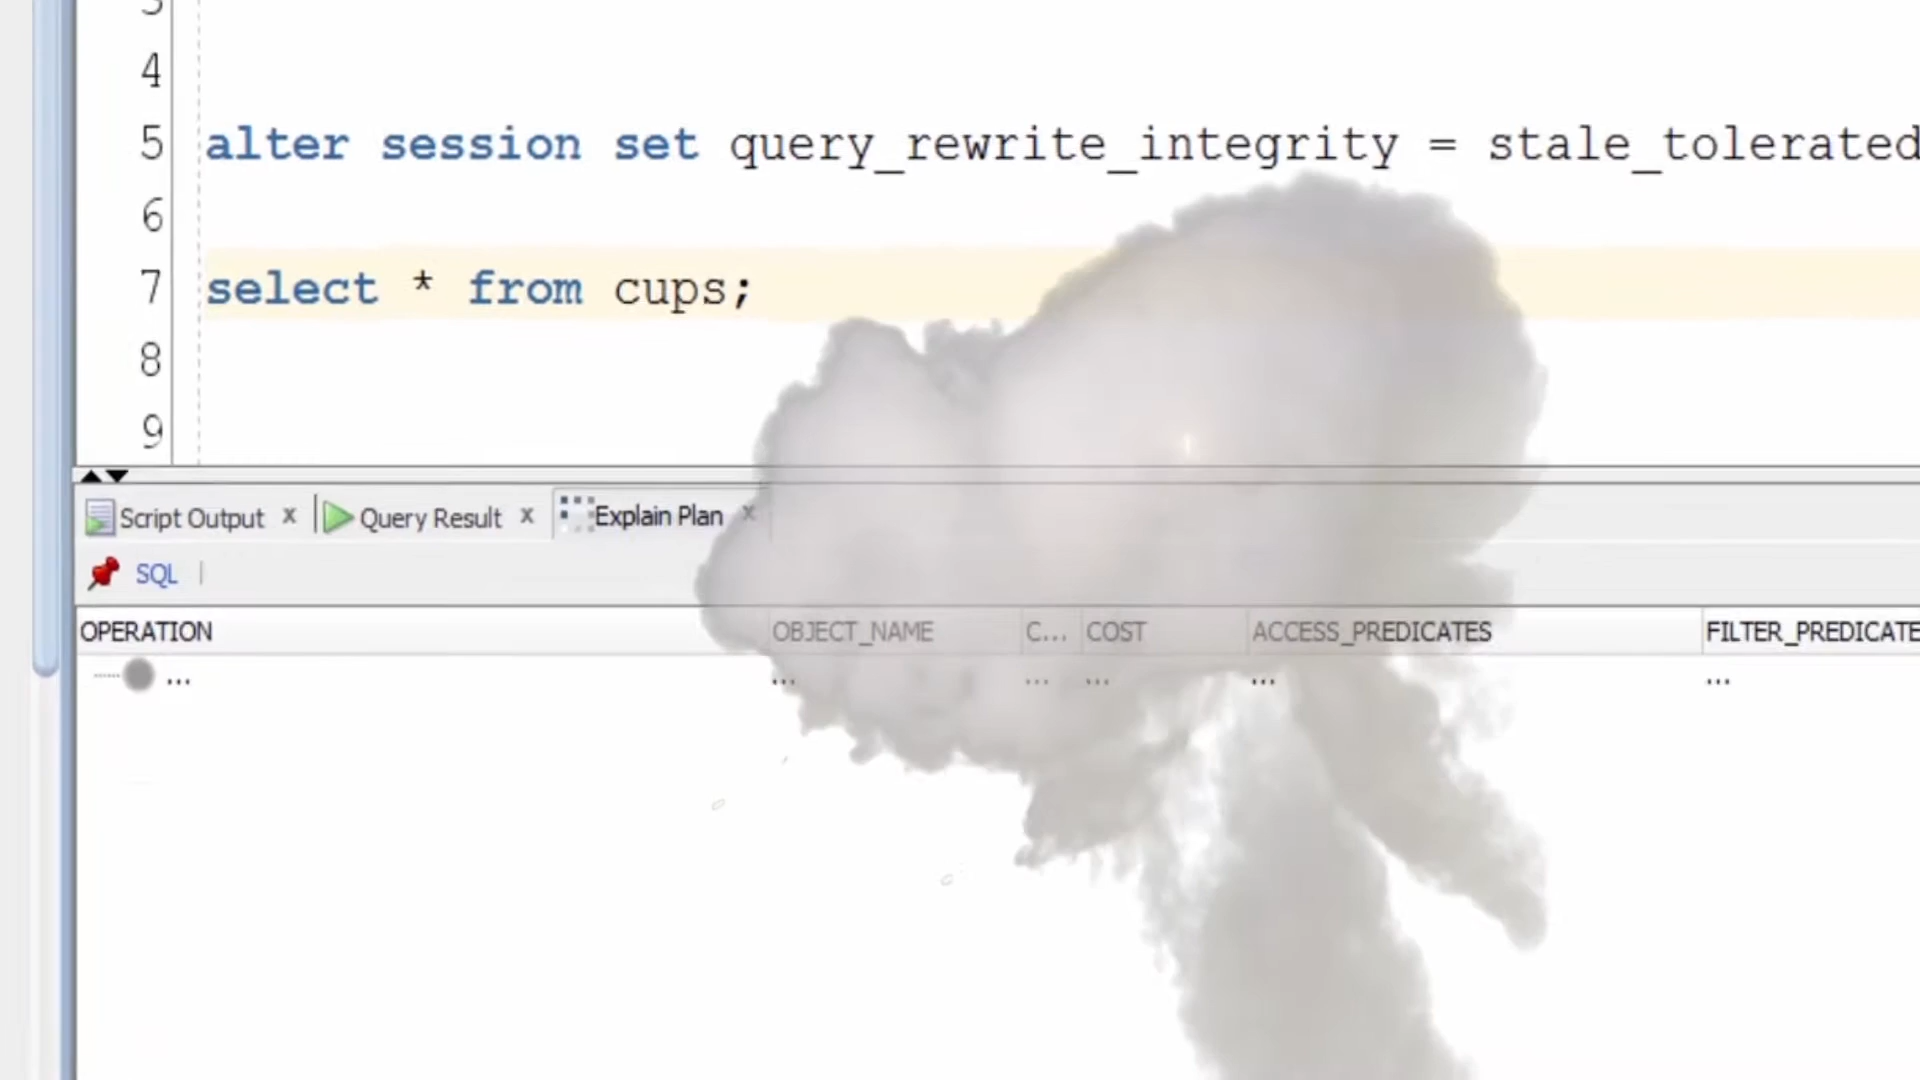 4
5 alter session set query_rewrite_integrity = stale_tolerated
6
7 select * from cups;
8
9
Script Output x Query Result x Explain Plan x
SQL
OPERATION OBJECT_NAME C... COST ACCESS_PREDICATES FILTER_PREDICATE
... ... ... ... ... ...